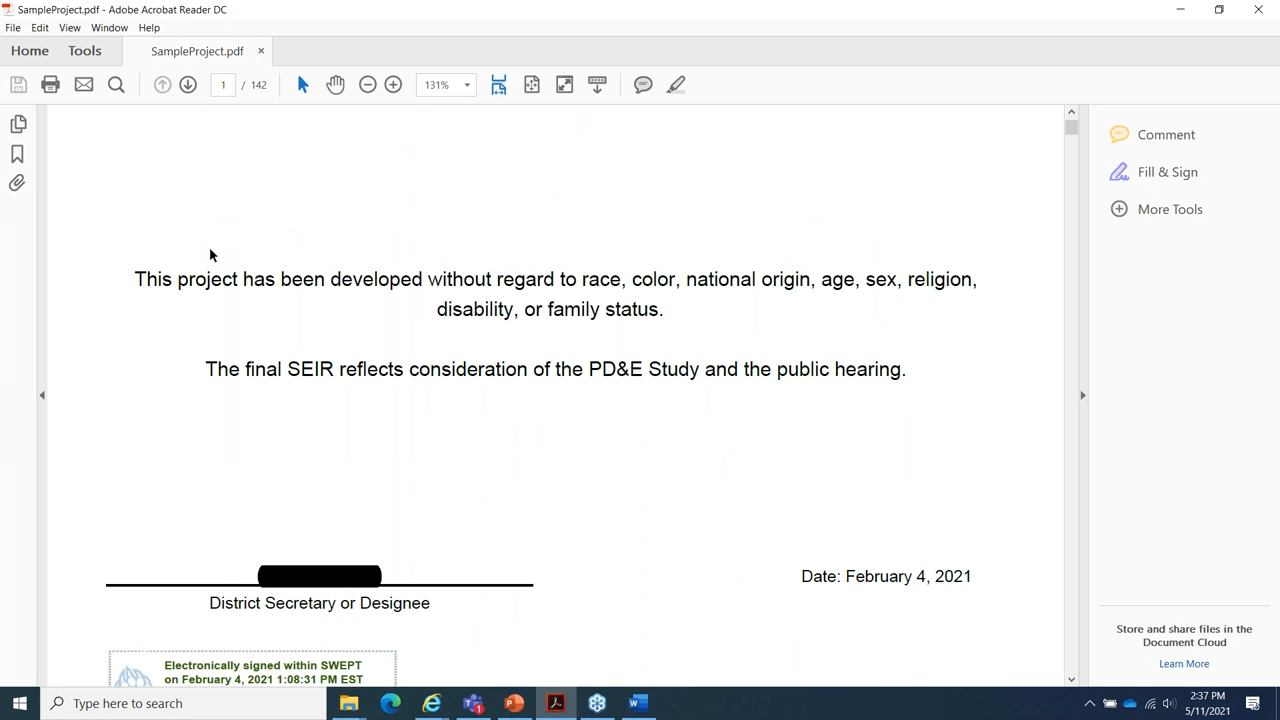 SampleProject.pdf - Adobe Acrobat Reader DC
File Edit View Window Help
Home Tools SampleProject.pdf ×
1 / 142 131%
This project has been developed without regard to race, color, national origin, age, sex, religion,
disability, or family status.
The final SEIR reflects consideration of the PD&E Study and the public hearing.
Date: February 4, 2021
District Secretary or Designee
Electronically signed within SWEPT
on February 4, 2021 1:08:31 PM EST
Comment
Fill & Sign
More Tools
Store and share files in the
Document Cloud
Learn More
Type here to search
2:37 PM
5/11/2021